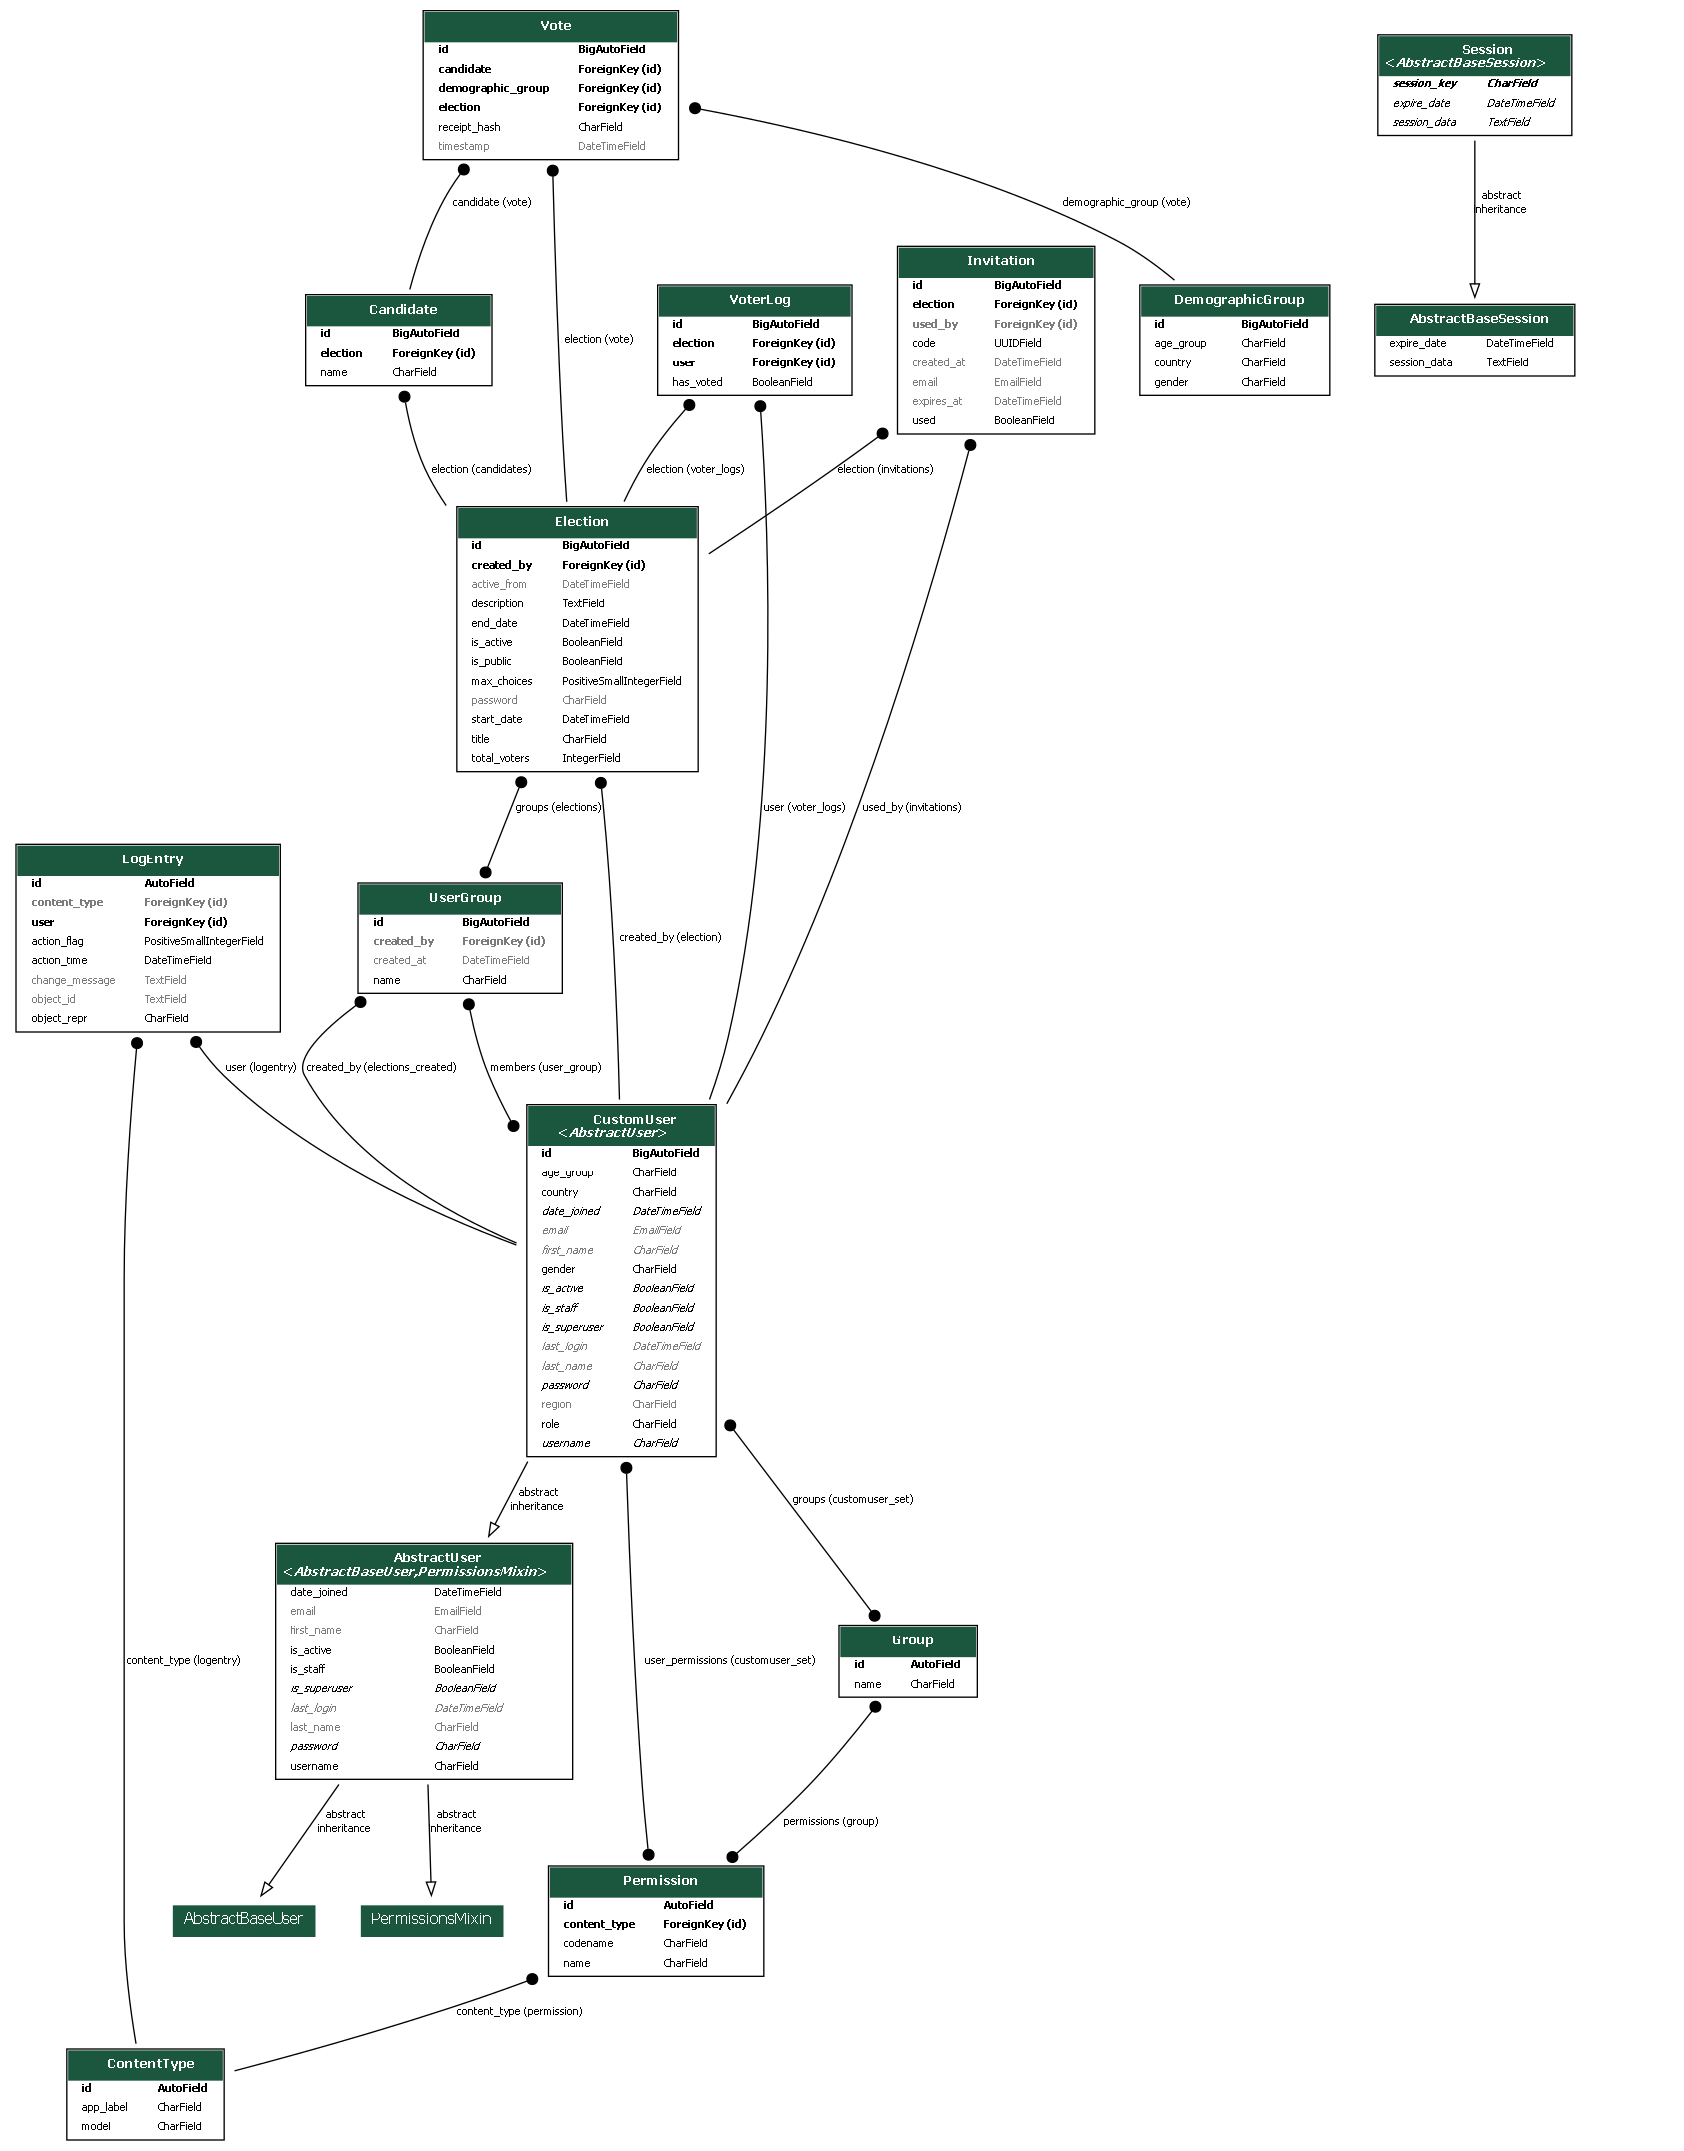 Vote
id BigAutoField
candidate ForeignKey (id)
demographic_group ForeignKey (id)
election ForeignKey (id)
receipt_hash CharField
timestamp DateTimeField
Session
<AbstractBaseSession>
session_key CharField
expire_date DateTimeField
session_data TextField
candidate (vote)
demographic_group (vote)
abstract
inheritance
election (vote)
Candidate
id BigAutoField
election ForeignKey (id)
name CharField
VoterLog
id BigAutoField
election ForeignKey (id)
user ForeignKey (id)
has_voted BooleanField
Invitation
id BigAutoField
election ForeignKey (id)
used_by ForeignKey (id)
code UUIDField
created_at DateTimeField
email EmailField
expires_at DateTimeField
used BooleanField
DemographicGroup
id BigAutoField
age_group CharField
country CharField
gender CharField
AbstractBaseSession
expire_date DateTimeField
session_data TextField
election (candidates)
election (voter_logs)
election (invitations)
Election
id BigAutoField
created_by ForeignKey (id)
active_from DateTimeField
description TextField
end_date DateTimeField
is_active BooleanField
is_public BooleanField
max_choices PositiveSmallIntegerField
password CharField
start_date DateTimeField
title CharField
total_voters IntegerField
groups (elections)
user (voter_logs)
used_by (invitations)
LogEntry
id AutoField
content_type ForeignKey (id)
user ForeignKey (id)
action_flag PositiveSmallIntegerField
action_time DateTimeField
change_message TextField
object_id TextField
object_repr CharField
UserGroup
id BigAutoField
created_by ForeignKey (id)
created_at DateTimeField
name CharField
created_by (election)
user (logentry)
created_by (elections_created)
members (user_group)
CustomUser
<AbstractUser>
id BigAutoField
age_group CharField
country CharField
date_joined DateTimeField
email EmailField
first_name CharField
gender CharField
is_active BooleanField
is_staff BooleanField
is_superuser BooleanField
last_login DateTimeField
last_name CharField
password CharField
region CharField
role CharField
username CharField
abstract
inheritance
groups (customuser_set)
AbstractUser
<AbstractBaseUser,PermissionsMixin>
date_joined DateTimeField
email EmailField
first_name CharField
is_active BooleanField
is_staff BooleanField
is_superuser BooleanField
last_login DateTimeField
last_name CharField
password CharField
username CharField
content_type (logentry)
user_permissions (customuser_set)
Group
id AutoField
name CharField
abstract
inheritance
abstract
inheritance
permissions (group)
AbstractBaseUser
PermissionsMixin
Permission
id AutoField
content_type ForeignKey (id)
codename CharField
name CharField
content_type (permission)
ContentType
id AutoField
app_label CharField
model CharField